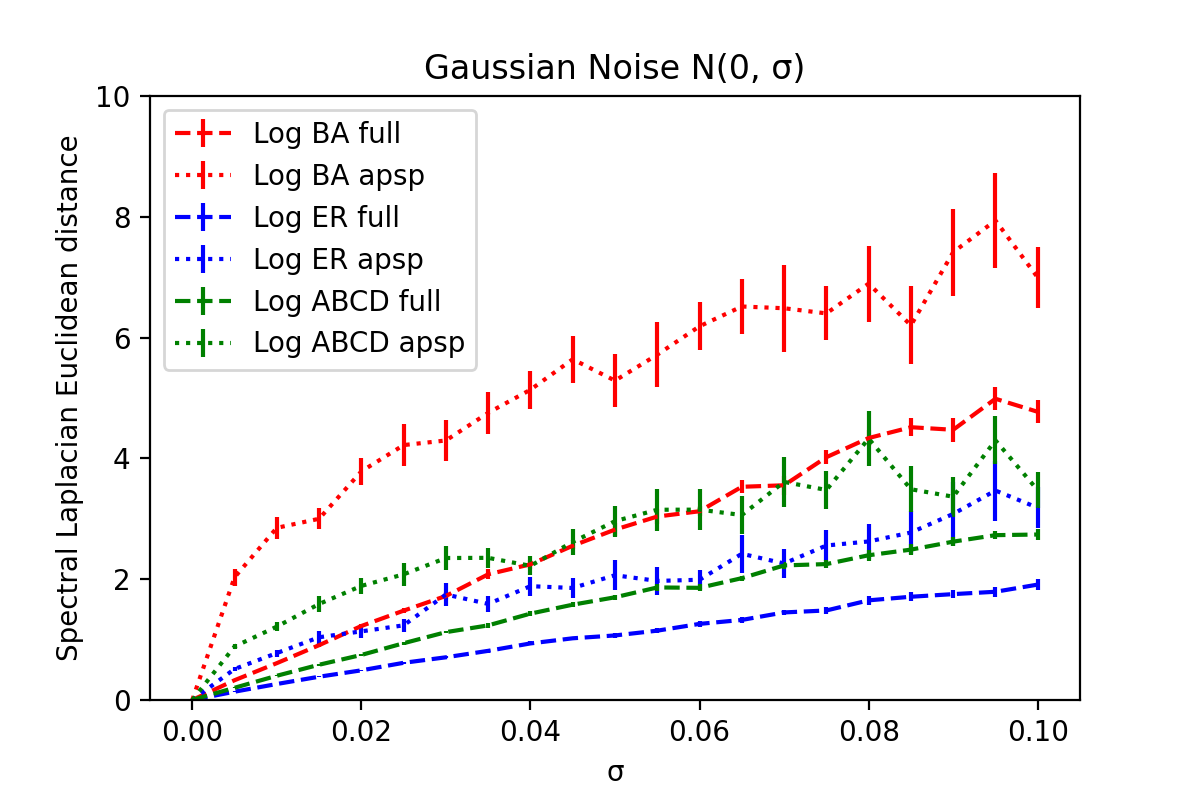 Gaussian Noise N(0, σ)
10
8
6
4
2
0
Spectral Laplacian Euclidean distance
Log BA full
Log BA apsp
Log ER full
Log ER apsp
Log ABCD full
Log ABCD apsp
0.00 0.02 0.04 0.06 0.08 0.10
σ